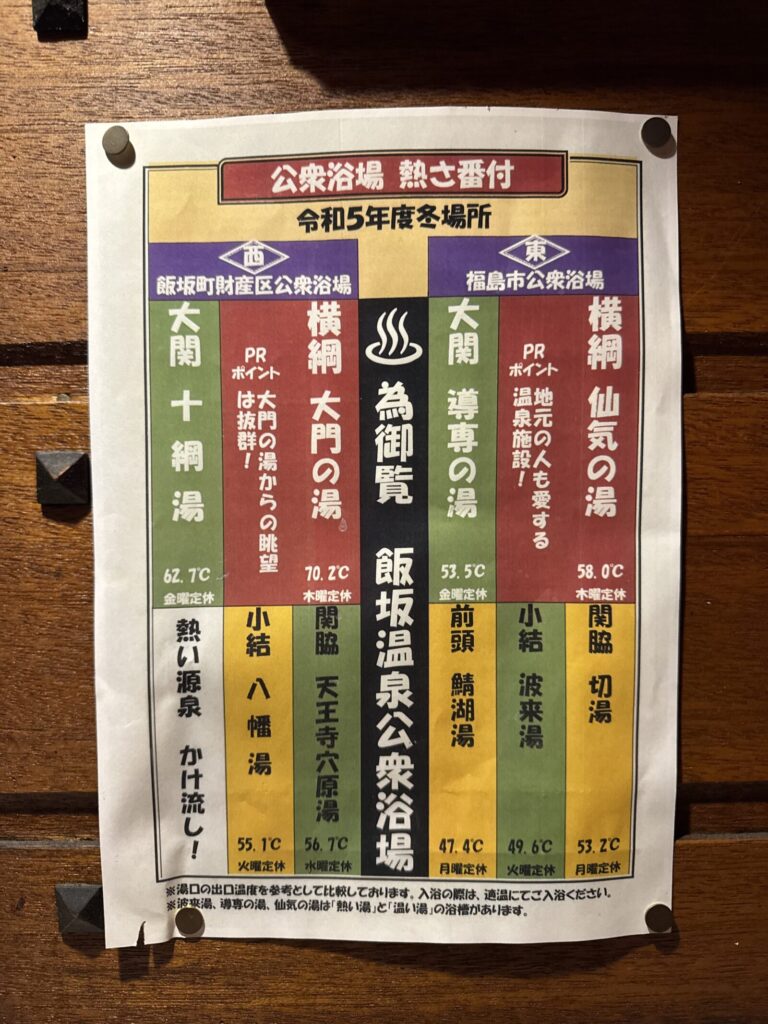 公衆浴場 熱さ番付
令和5年度冬場所
東
福島市公衆浴場
横綱 仙気の湯
58.0℃
木曜定休
PR
ポイント
地元の人も愛する
温泉施設!
大関 導専の湯
53.5℃
金曜定休
関脇 切湯
53.2℃
月曜定休
小結 波来湯
49.6℃
火曜定休
前頭 鯖湖湯
47.4℃
月曜定休
為御覧 飯坂温泉公衆浴場
西
飯坂町財産区公衆浴場
横綱 大門の湯
70.2℃
木曜定休
PR
ポイント
大門の湯からの眺望
は抜群!
大関 十綱湯
62.7℃
金曜定休
関脇 天王寺穴原湯
56.7℃
水曜定休
小結 八幡湯
55.1℃
火曜定休
熱い源泉 かけ流し!
※湯口の出口温度を参考として比較しております。入浴の際は、適温にてご入浴ください。
※波来湯、導専の湯、仙気の湯は「熱い湯」と「温い湯」の浴槽があります。